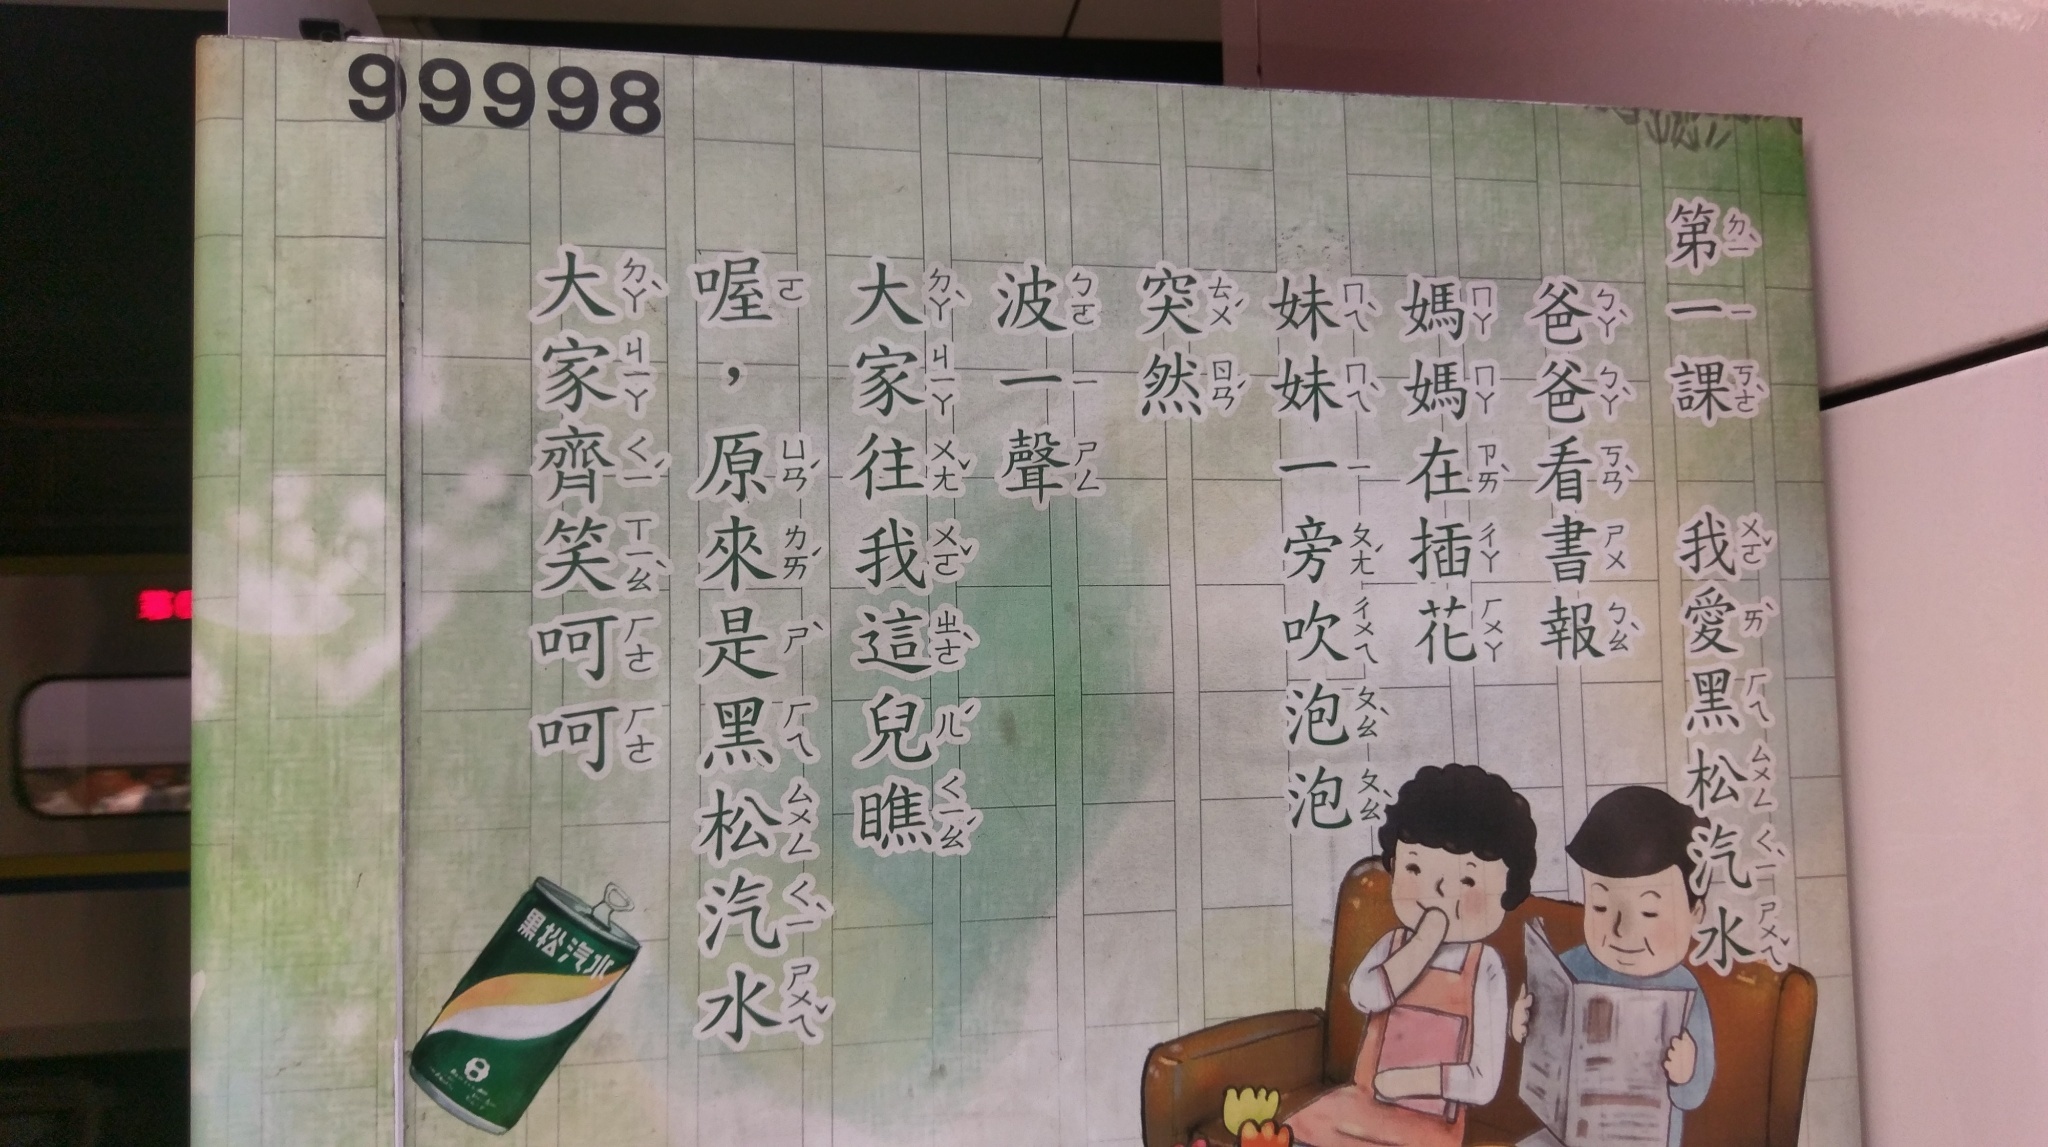 99998
第一課 我愛黑松汽水
爸爸看書報
媽媽在插花
妹妹一旁吹泡泡
突然
波一聲
大家往我這兒瞧
喔，原來是黑松汽水
大家齊笑呵呵
黑松汽水